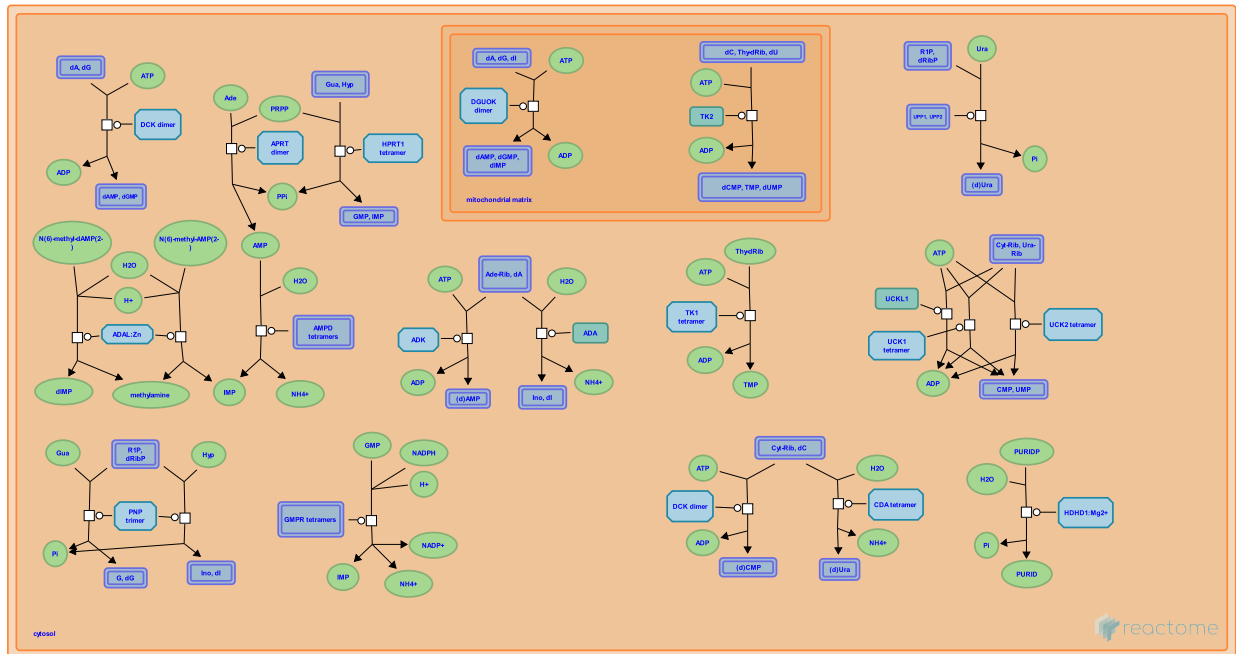 dA, dG
ATP
DCK dimer
ADP
dAMP, dGMP
Ade
PRPP
Gua, Hyp
APRT
dimer
HPRT1
tetramer
PPi
GMP, IMP
dA, dG, dI
ATP
DGUOK
dimer
dAMP, dGMP,
dIMP
ADP
dC, ThydRib, dU
ATP
TK2
ADP
dCMP, TMP, dUMP
mitochondrial matrix
R1P,
dRibP
Ura
UPP1, UPP2
Pi
(d)Ura
N(6)-methyl-dAMP(2-
)
N(6)-methyl-AMP(2-
)
H2O
H+
ADAL:Zn
dIMP
methylamine
AMP
H2O
AMPD
tetramers
IMP
NH4+
ATP
Ade-Rib, dA
H2O
ADK
ADA
ADP
(d)AMP
Ino, dI
NH4+
ThydRib
ATP
TK1
tetramer
ADP
TMP
ATP
Cyt-Rib, Ura-
Rib
UCKL1
UCK1
tetramer
UCK2 tetramer
ADP
CMP, UMP
Gua
R1P,
dRibP
Hyp
PNP
trimer
Pi
G, dG
Ino, dI
GMP
NADPH
H+
GMPR tetramers
NADP+
IMP
NH4+
Cyt-Rib, dC
ATP
H2O
DCK dimer
CDA tetramer
ADP
NH4+
(d)CMP
(d)Ura
PURIDP
H2O
HDHD1:Mg2+
Pi
PURID
cytosol
reactome